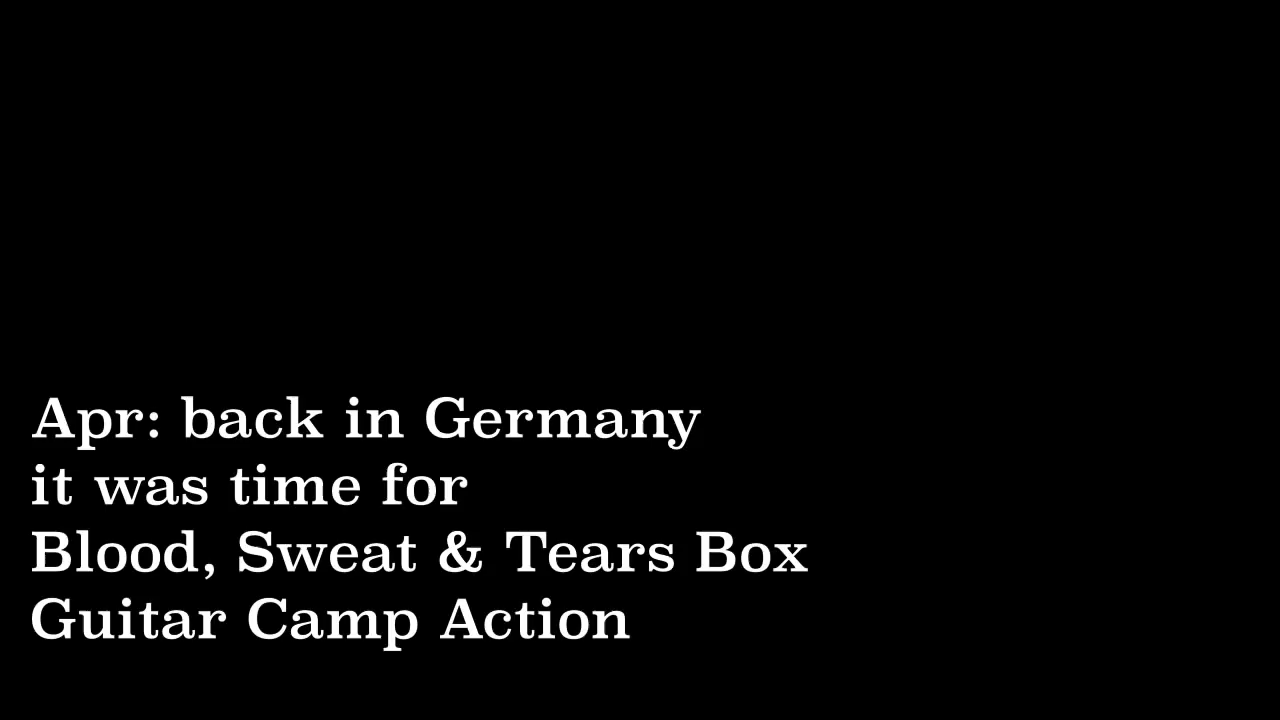 Apr: back in Germany
it was time for
Blood, Sweat & Tears Box
Guitar Camp Action